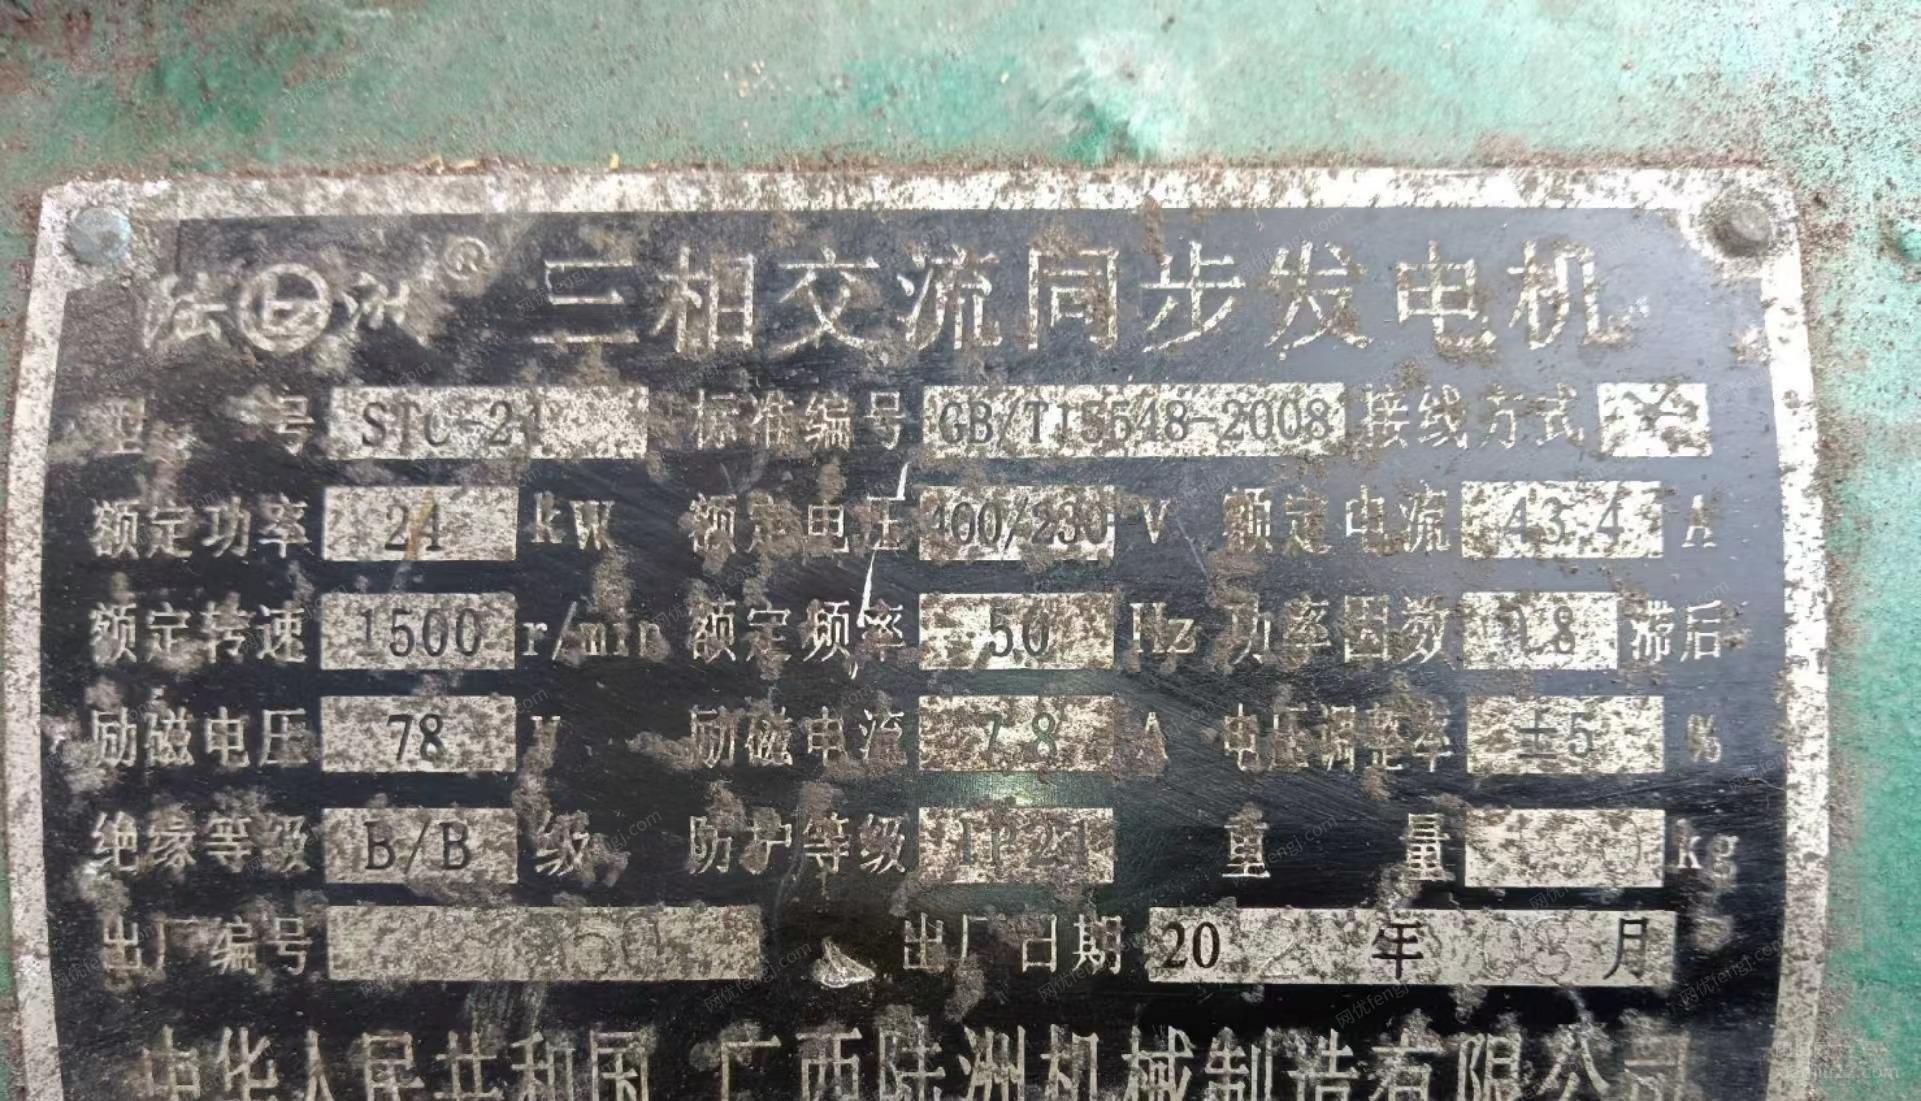 陆洲® 三相交流同步发电机
型号 STC-24 标准编号 GB/T15548-2008 接线方式
额定功率 24 kW 额定电压 400/230 V 额定电流 43.4 A
额定转速 1500 r/min 额定频率 50 Hz 功率因数 0.8 滞后
励磁电压 78 V 励磁电流 7.8 A 电压调整率 ±5 %
绝缘等级 B/B 级 防护等级 IP21 重量 kg
出厂编号 出厂日期 20 年 03 月
中华人民共和国 广西陆洲机械制造有限公司